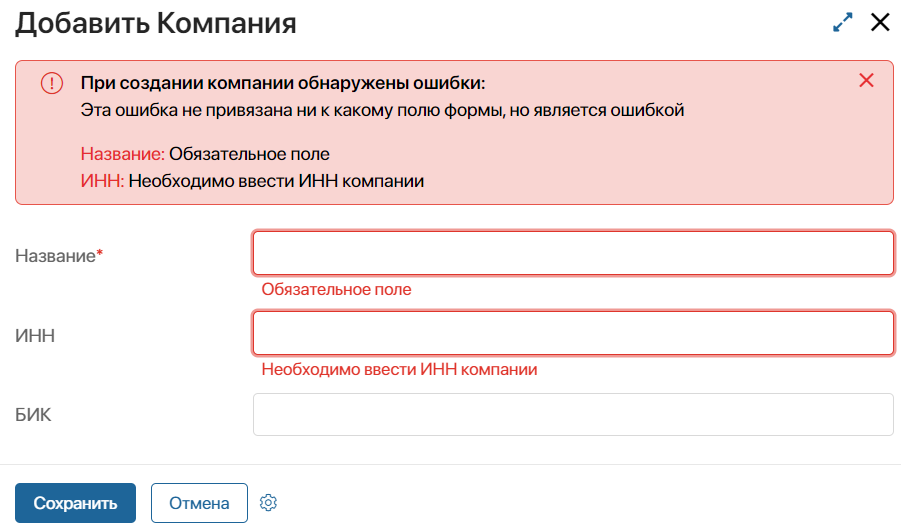 Добавить Компания
При создании компании обнаружены ошибки:
Эта ошибка не привязана ни к какому полю формы, но является ошибкой
Название: Обязательное поле
ИНН: Необходимо ввести ИНН компании
Название*
Обязательное поле
ИНН
Необходимо ввести ИНН компании
БИК
Сохранить
Отмена